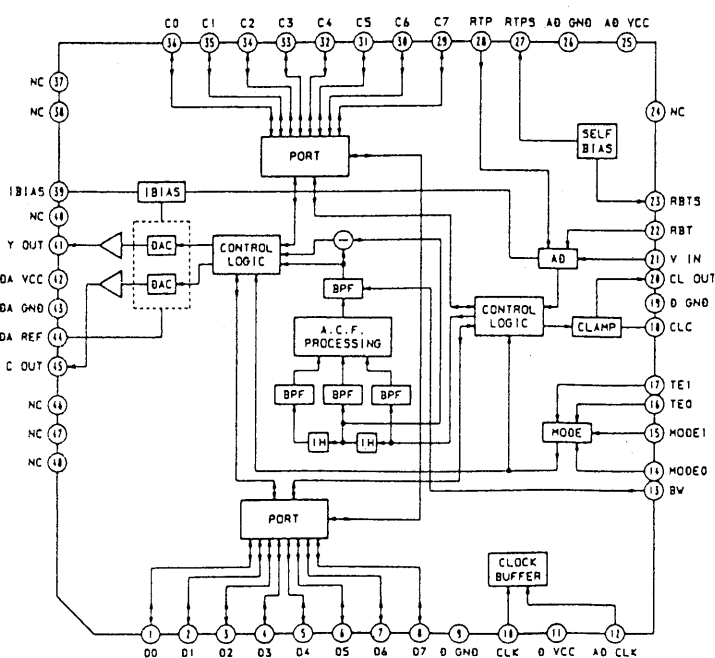 C0 C1 C2 C3 C4 C5 C6 C7 RTP RTPS AD GND AD VCC
36 35 34 33 32 31 30 29 28 27 26 25
NC 37
NC 38
24 NC
SELF
BIAS
PORT
IBIAS 39
IBIAS
23 RBTS
NC 40
22 RBT
Y OUT 41
DAC
CONTROL
LOGIC
−
AD
21 V IN
DA VCC 42
DAC
BPF
20 CL OUT
DA GND 43
19 D GND
CONTROL
LOGIC
A.C.F.
PROCESSING
CLAMP
18 CLC
DA REF 44
C OUT 45
17 TE1
BPF BPF BPF
NC 46
16 TE0
NC 47
MODE
15 MODE1
1H 1H
NC 48
14 MODE0
13 BW
PORT
CLOCK
BUFFER
1 2 3 4 5 6 7 8 9 10 11 12
D0 D1 D2 D3 D4 D5 D6 D7 D GND CLK D VCC AD CLK